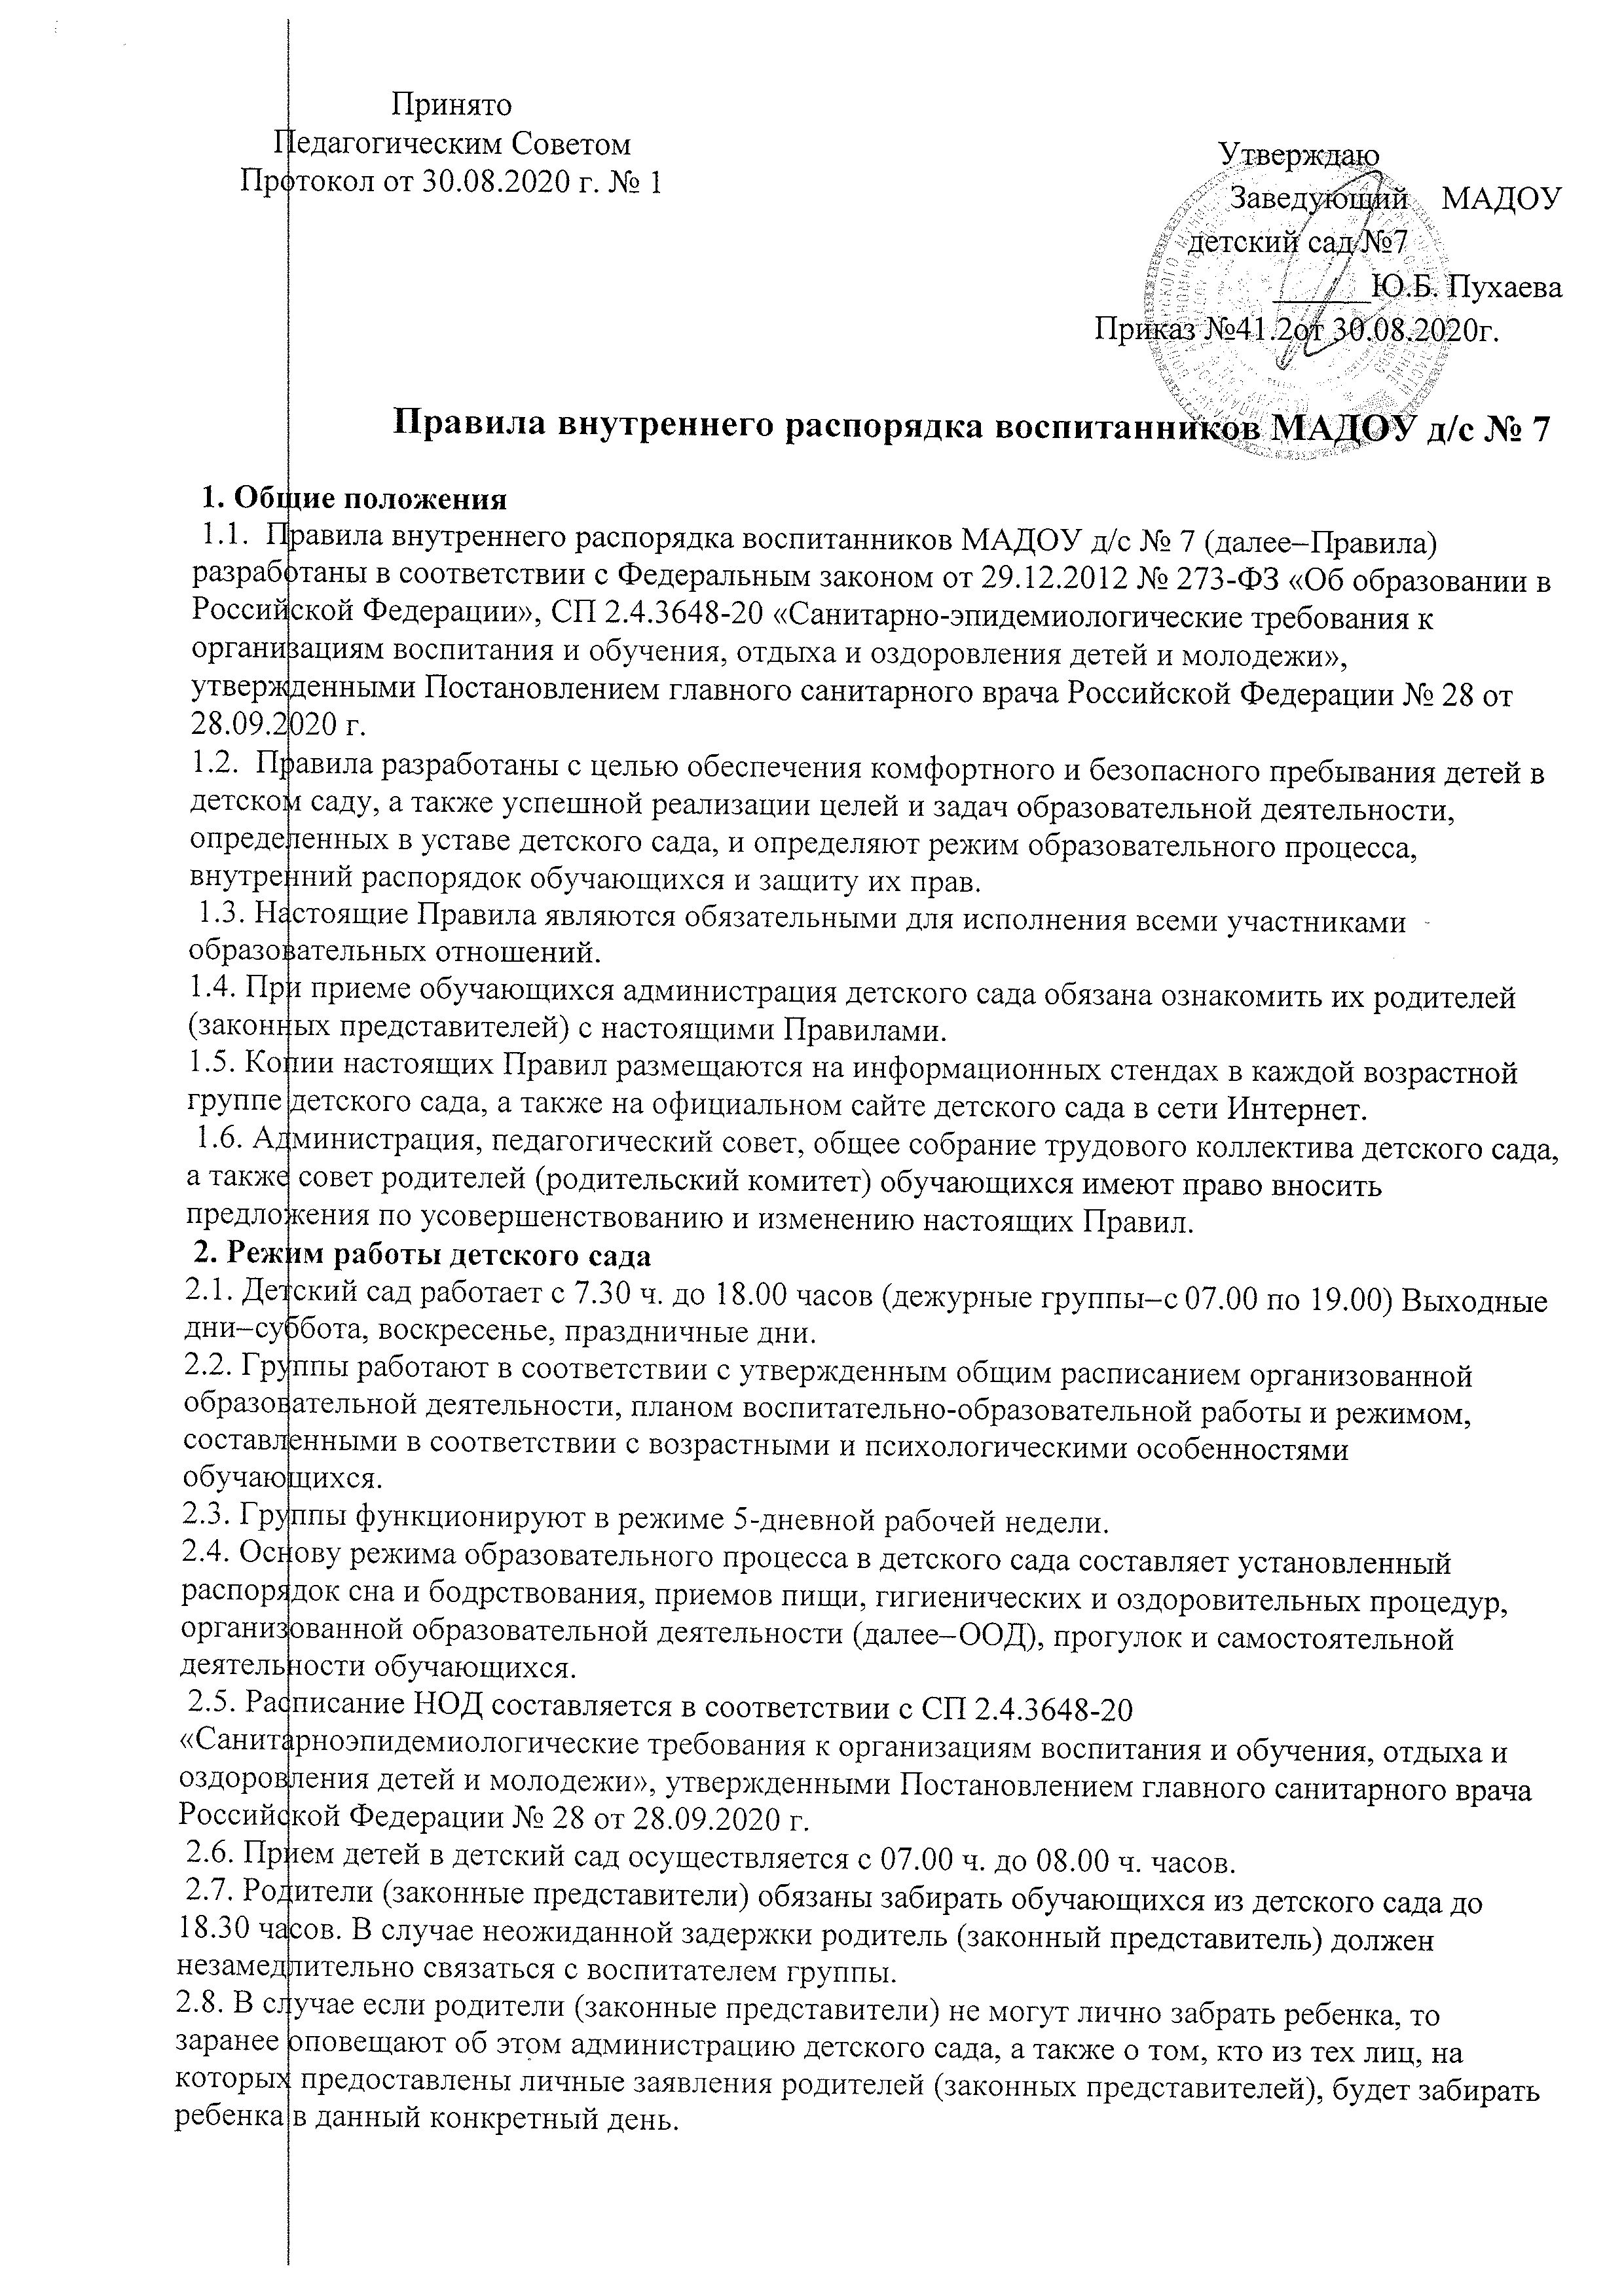 Принято
Педагогическим Советом
Протокол от 30.08.2020 г. № 1
Утверждаю
Заведующий МАДОУ
детский сад №7
_______Ю.Б. Пухаева
Приказ №41.2от 30.08.2020г.
Правила внутреннего распорядка воспитанников МАДОУ д/с № 7
1. Общие положения
1.1. Правила внутреннего распорядка воспитанников МАДОУ д/с № 7 (далее–Правила)
разработаны в соответствии с Федеральным законом от 29.12.2012 № 273-ФЗ «Об образовании в
Российской Федерации», СП 2.4.3648-20 «Санитарно-эпидемиологические требования к
организациям воспитания и обучения, отдыха и оздоровления детей и молодежи»,
утвержденными Постановлением главного санитарного врача Российской Федерации № 28 от
28.09.2020 г.
1.2. Правила разработаны с целью обеспечения комфортного и безопасного пребывания детей в
детском саду, а также успешной реализации целей и задач образовательной деятельности,
определенных в уставе детского сада, и определяют режим образовательного процесса,
внутренний распорядок обучающихся и защиту их прав.
1.3. Настоящие Правила являются обязательными для исполнения всеми участниками
образовательных отношений.
1.4. При приеме обучающихся администрация детского сада обязана ознакомить их родителей
(законных представителей) с настоящими Правилами.
1.5. Копии настоящих Правил размещаются на информационных стендах в каждой возрастной
группе детского сада, а также на официальном сайте детского сада в сети Интернет.
1.6. Администрация, педагогический совет, общее собрание трудового коллектива детского сада,
а также совет родителей (родительский комитет) обучающихся имеют право вносить
предложения по усовершенствованию и изменению настоящих Правил.
2. Режим работы детского сада
2.1. Детский сад работает с 7.30 ч. до 18.00 часов (дежурные группы–с 07.00 по 19.00) Выходные
дни–суббота, воскресенье, праздничные дни.
2.2. Группы работают в соответствии с утвержденным общим расписанием организованной
образовательной деятельности, планом воспитательно-образовательной работы и режимом,
составленными в соответствии с возрастными и психологическими особенностями
обучающихся.
2.3. Группы функционируют в режиме 5-дневной рабочей недели.
2.4. Основу режима образовательного процесса в детского сада составляет установленный
распорядок сна и бодрствования, приемов пищи, гигиенических и оздоровительных процедур,
организованной образовательной деятельности (далее–ООД), прогулок и самостоятельной
деятельности обучающихся.
2.5. Расписание НОД составляется в соответствии с СП 2.4.3648-20
«Санитарноэпидемиологические требования к организациям воспитания и обучения, отдыха и
оздоровления детей и молодежи», утвержденными Постановлением главного санитарного врача
Российской Федерации № 28 от 28.09.2020 г.
2.6. Прием детей в детский сад осуществляется с 07.00 ч. до 08.00 ч. часов.
2.7. Родители (законные представители) обязаны забирать обучающихся из детского сада до
18.30 часов. В случае неожиданной задержки родитель (законный представитель) должен
незамедлительно связаться с воспитателем группы.
2.8. В случае если родители (законные представители) не могут лично забрать ребенка, то
заранее оповещают об этом администрацию детского сада, а также о том, кто из тех лиц, на
которых предоставлены личные заявления родителей (законных представителей), будет забирать
ребенка в данный конкретный день.